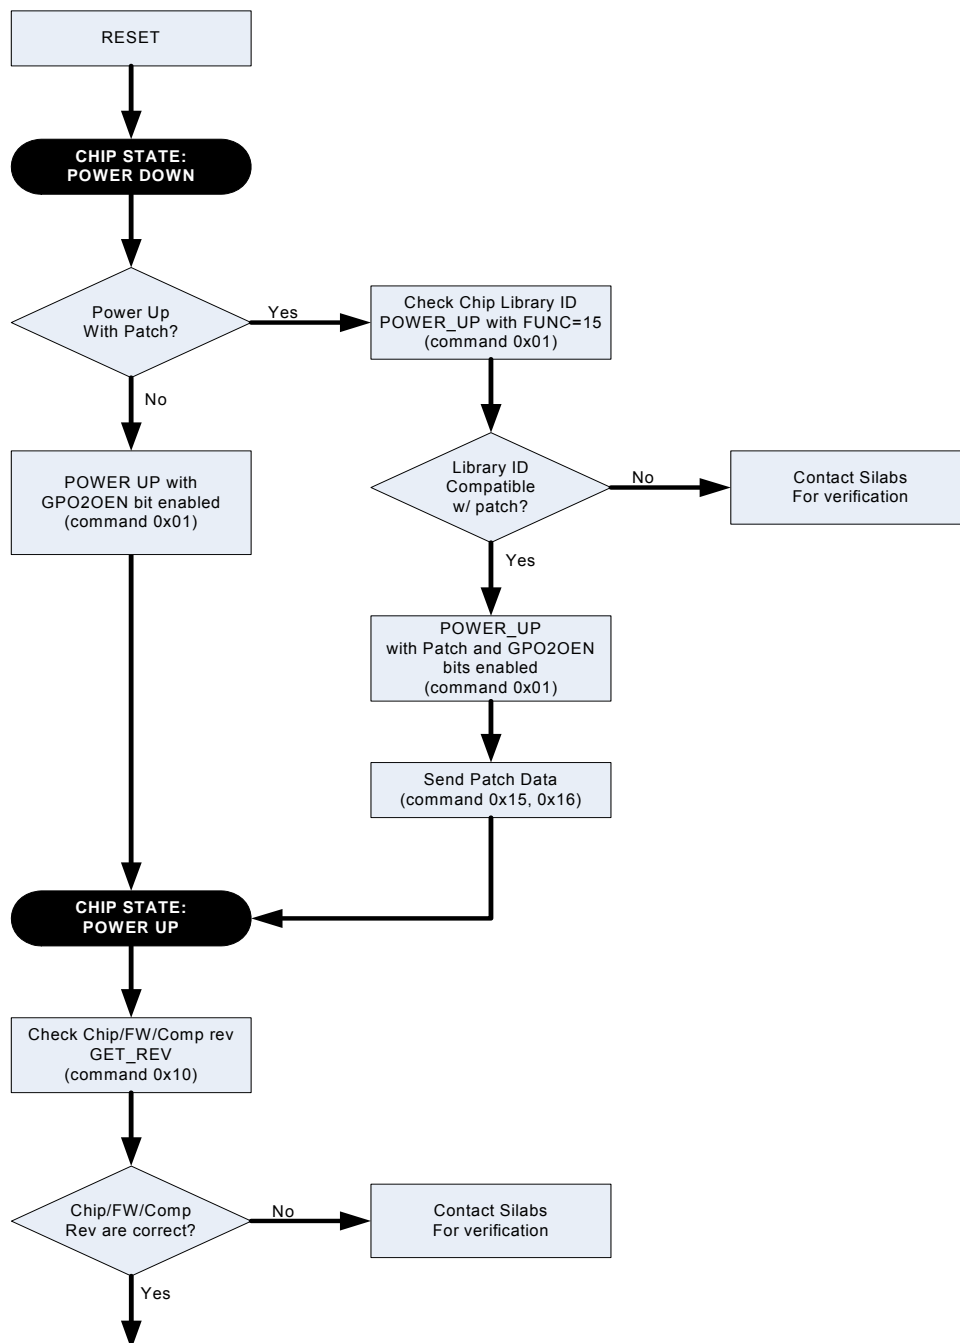 RESET
CHIP STATE:
POWER DOWN
Power Up
With Patch?
Yes
Check Chip Library ID
POWER_UP with FUNC=15
(command 0x01)
No
POWER UP with
GPO2OEN bit enabled
(command 0x01)
Library ID
Compatible
w/ patch?
No
Contact Silabs
For verification
Yes
POWER_UP
with Patch and GPO2OEN
bits enabled
(command 0x01)
Send Patch Data
(command 0x15, 0x16)
CHIP STATE:
POWER UP
Check Chip/FW/Comp rev
GET_REV
(command 0x10)
Chip/FW/Comp
Rev are correct?
No
Contact Silabs
For verification
Yes